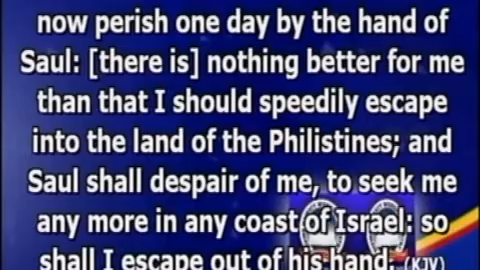 now perish one day by the hand of
Saul: [there is] nothing better for me
than that I should speedily escape
into the land of the Philistines; and
Saul shall despair of me, to seek me
any more in any coast of Israel: so
shall I escape out of his hand. (KJV)